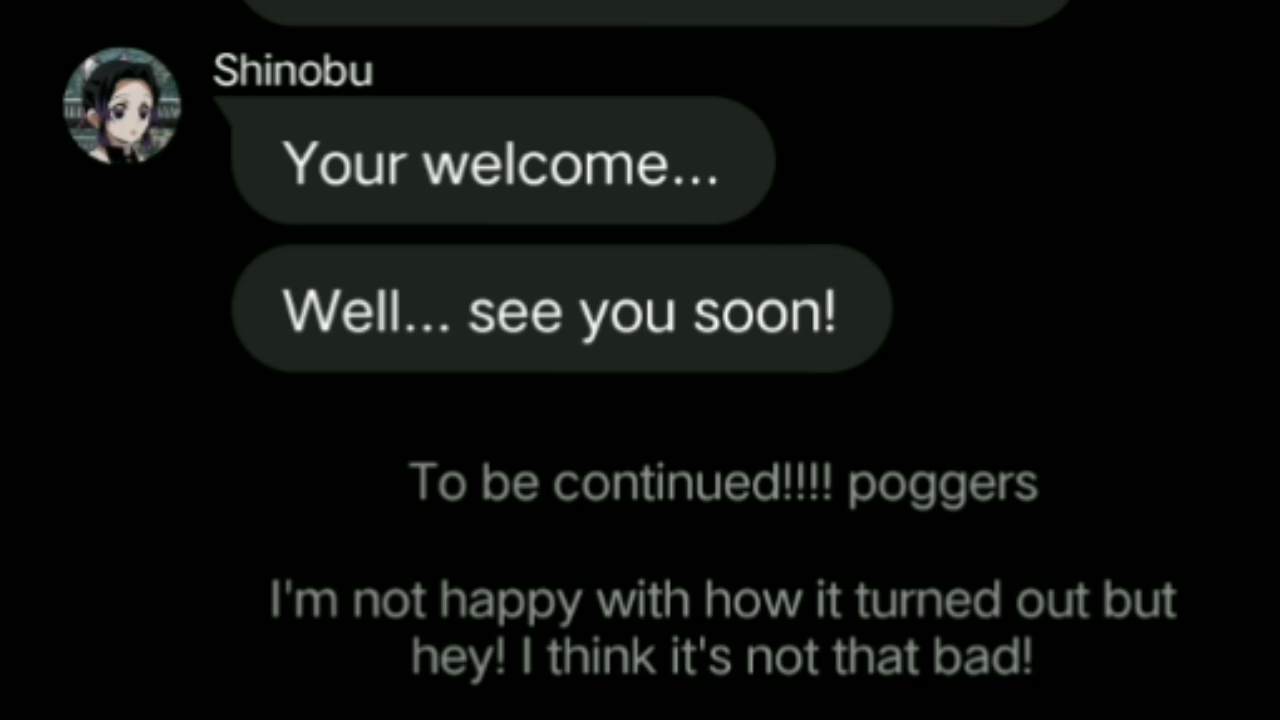 Shinobu
Your welcome...
Well... see you soon!
To be continued!!!! poggers
I'm not happy with how it turned out but
hey! I think it's not that bad!